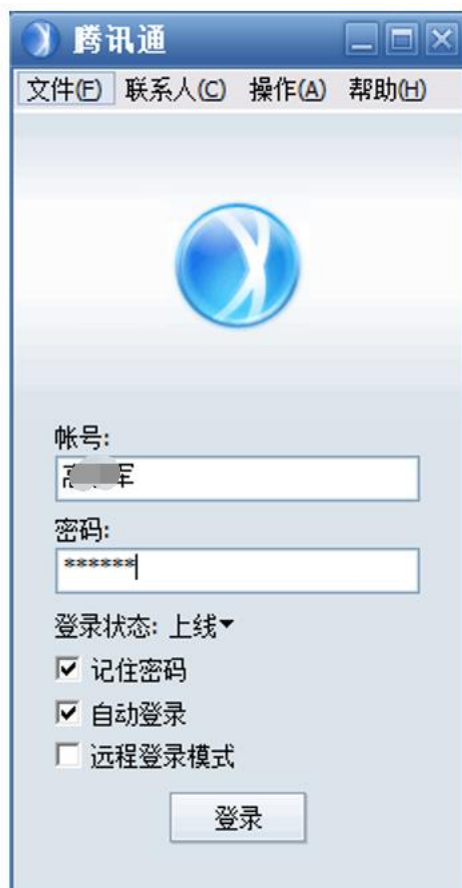 腾讯通
文件(F) 联系人(C) 操作(A) 帮助(H)
帐号:
高 军
密码:
******
登录状态: 上线
记住密码
自动登录
远程登录模式
登录